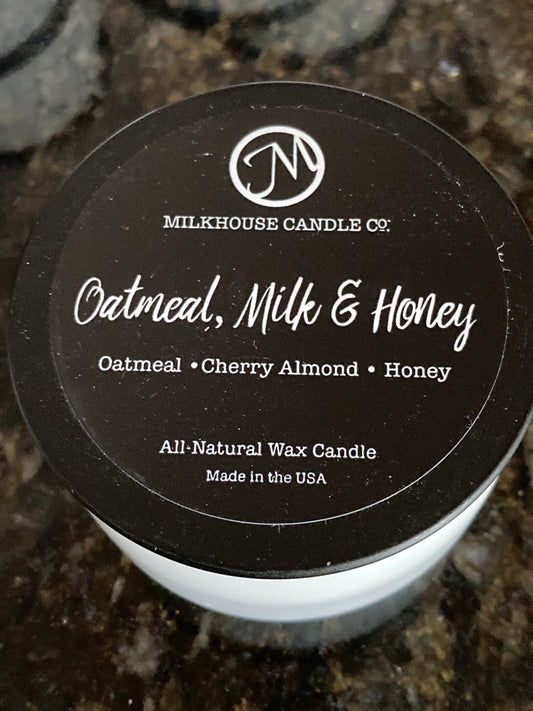 M
MILKHOUSE CANDLE CO.
Oatmeal, Milk & Honey
Oatmeal • Cherry Almond • Honey
All-Natural Wax Candle
Made in the USA